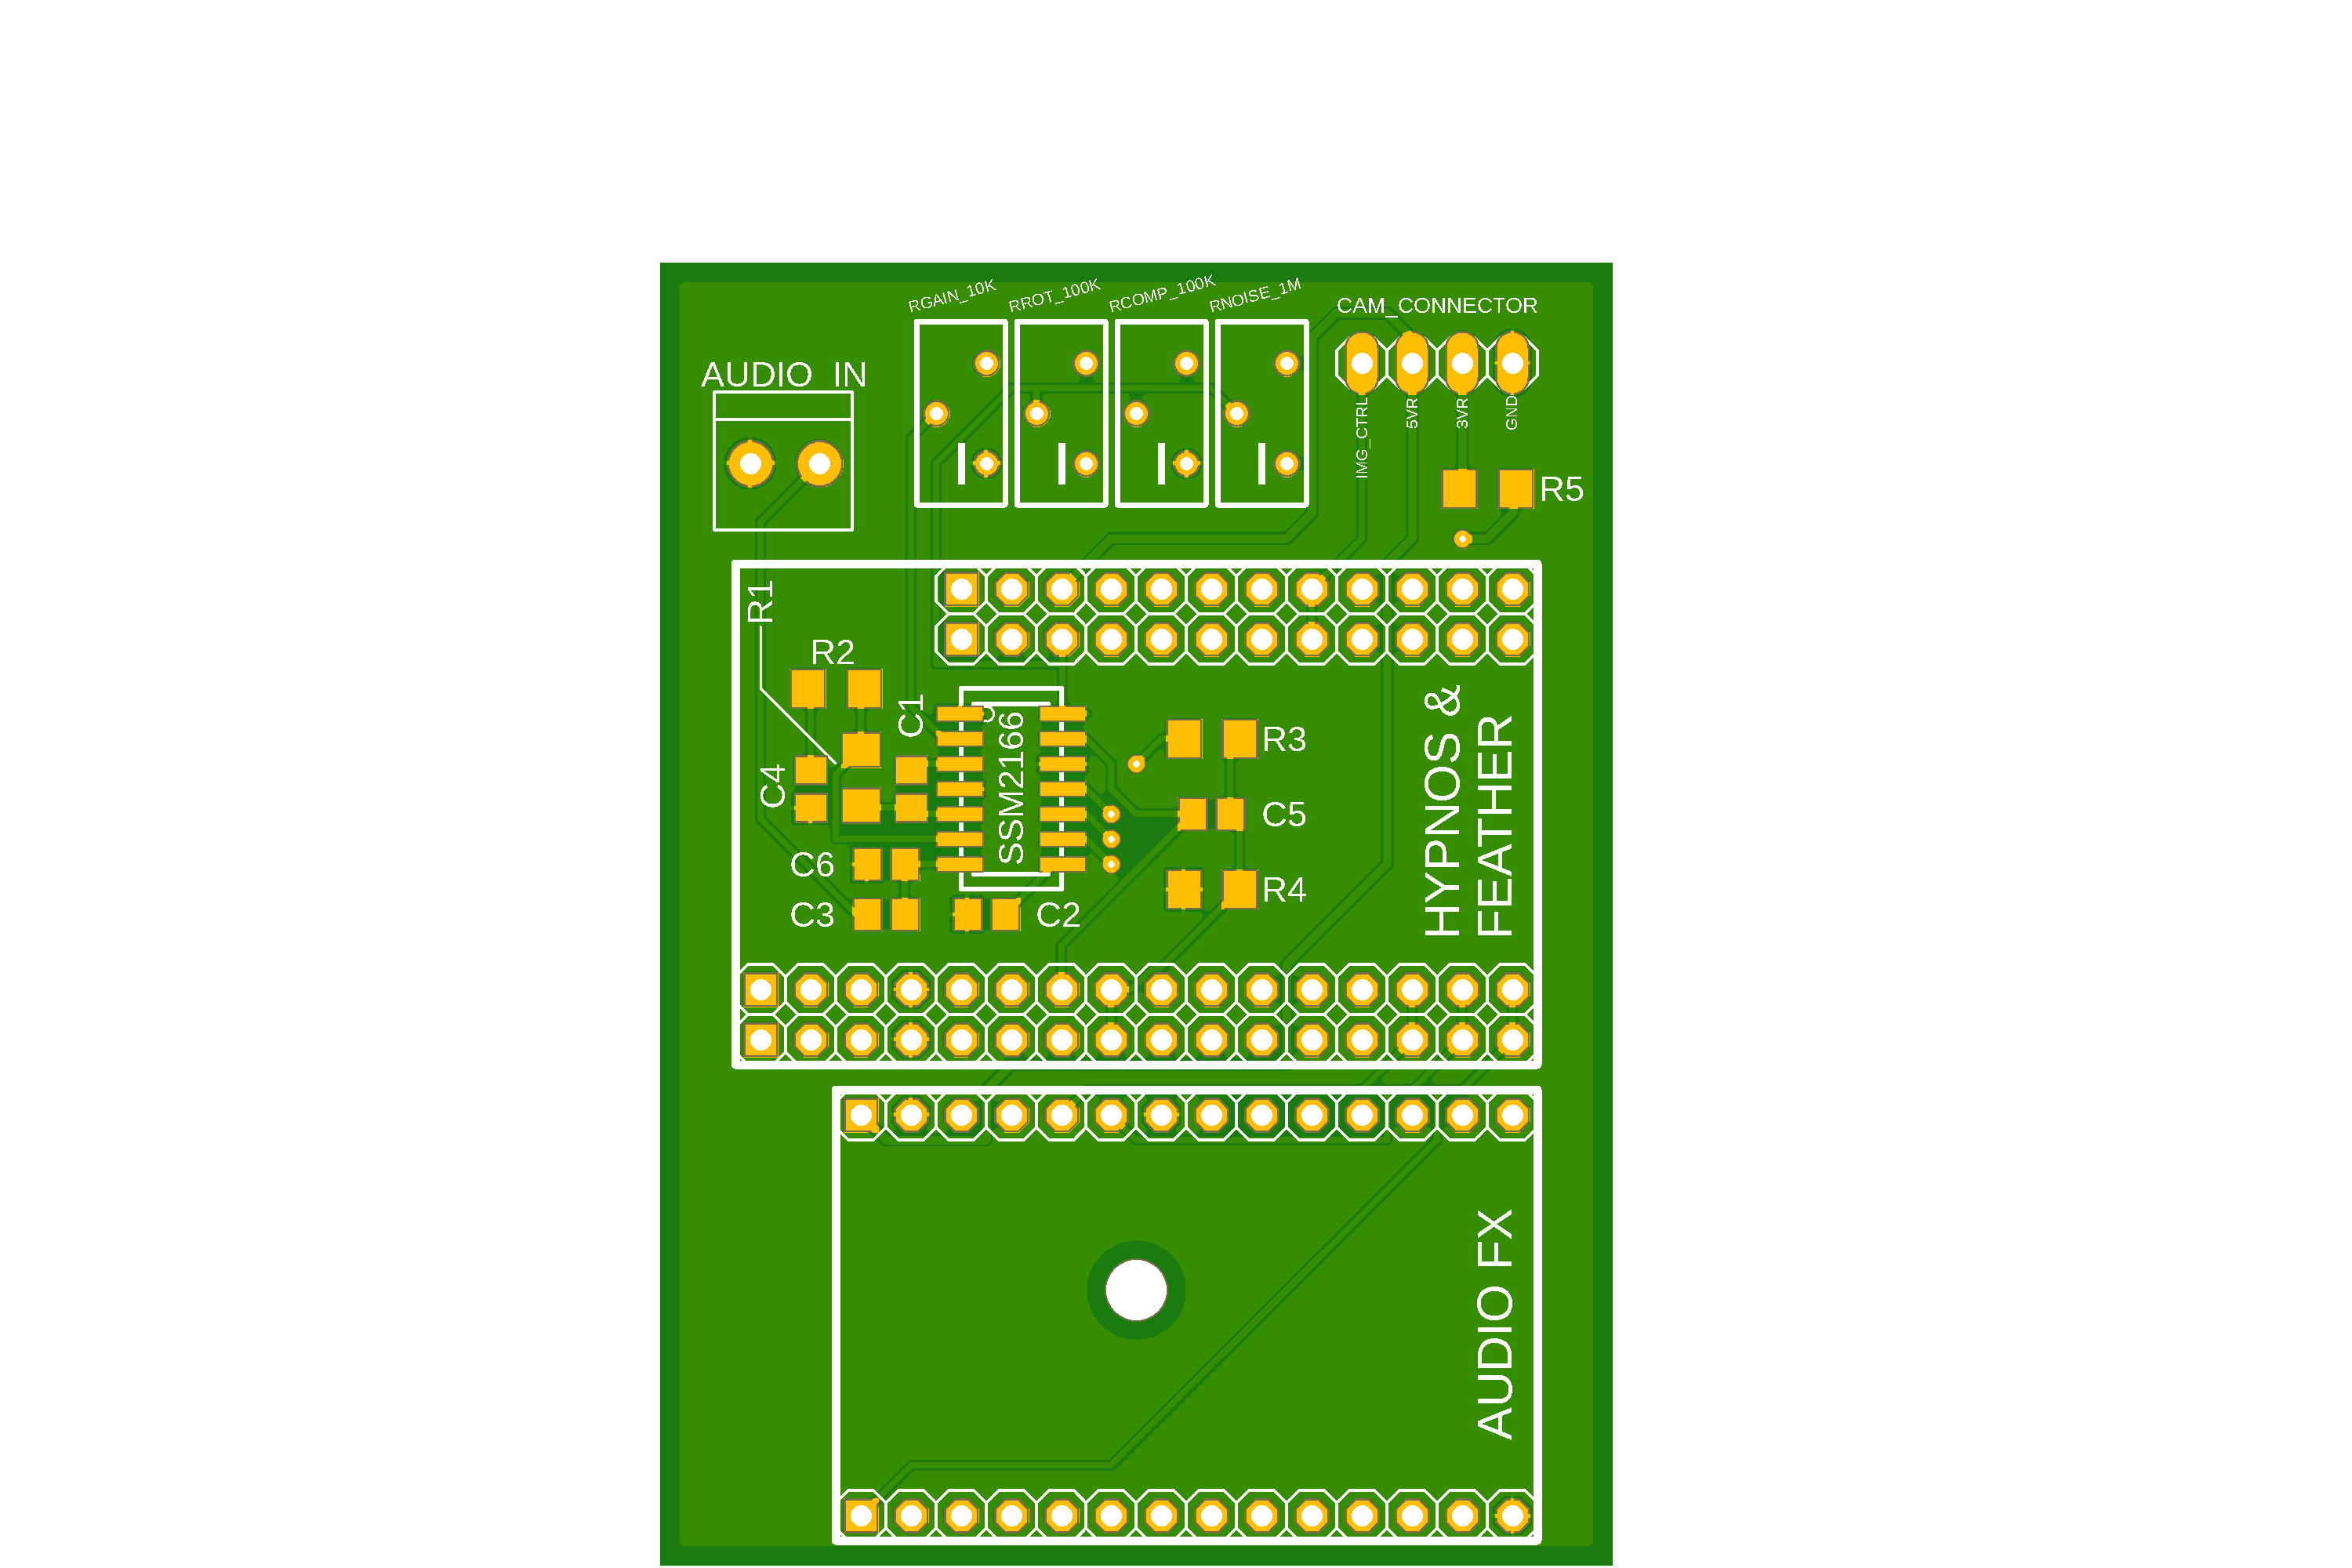 RGAIN_10K
RROT_100K
RCOMP_100K
RNOISE_1M
CAM_CONNECTOR
AUDIO_IN
IMG_CTRL
5VR
3VR
GND
R5
R1
R2
C1
C4
SSM2166
R3
C5
HYPNOS &
FEATHER
C6
R4
C3
C2
AUDIO FX